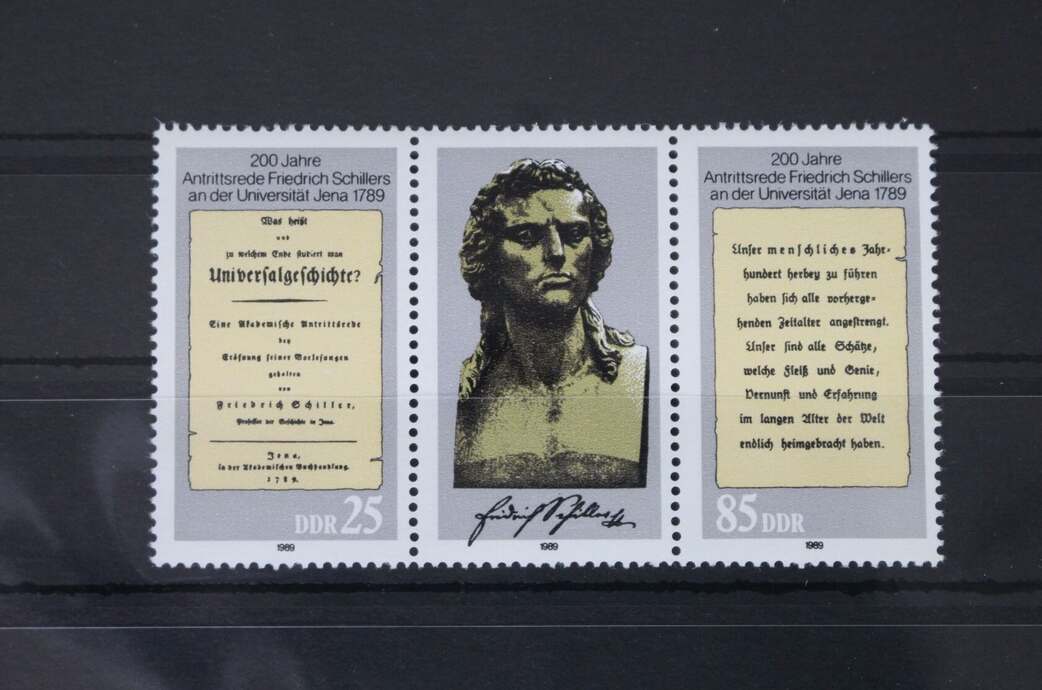 200 Jahre
Antrittsrede Friedrich Schillers
an der Universität Jena 1789
Was heißt
und
zu welchem Ende studiert man
Universalgeschichte?
Eine Akademische Antrittsrede
bey
Eröfnung seiner Vorlesungen
gehalten
von
Friedrich Schiller,
Professor der Geschichte in Jena.
Jena,
in der Akademischen Buchhandlung.
1789.
DDR 25
1989
Friedrich Schiller
1989
200 Jahre
Antrittsrede Friedrich Schillers
an der Universität Jena 1789
Unser menschliches Jahr-
hundert herbey zu führen
haben sich alle vorherge-
henden Zeitalter angestrengt.
Unser sind alle Schätze,
welche Fleiß und Genie,
Vernunft und Erfahrung
im langen Alter der Welt
endlich heimgebracht haben.
85 DDR
1989